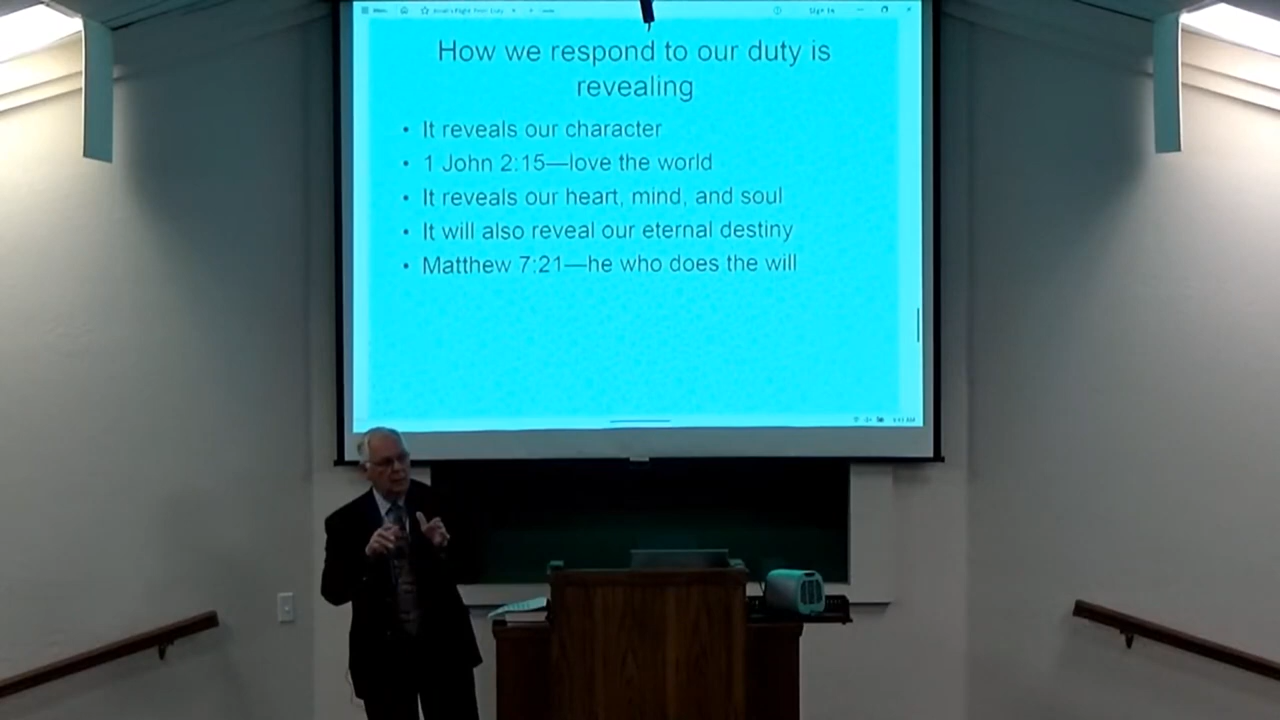 How we respond to our duty is
revealing
• It reveals our character
• 1 John 2:15—love the world
• It reveals our heart, mind, and soul
• It will also reveal our eternal destiny
• Matthew 7:21—he who does the will